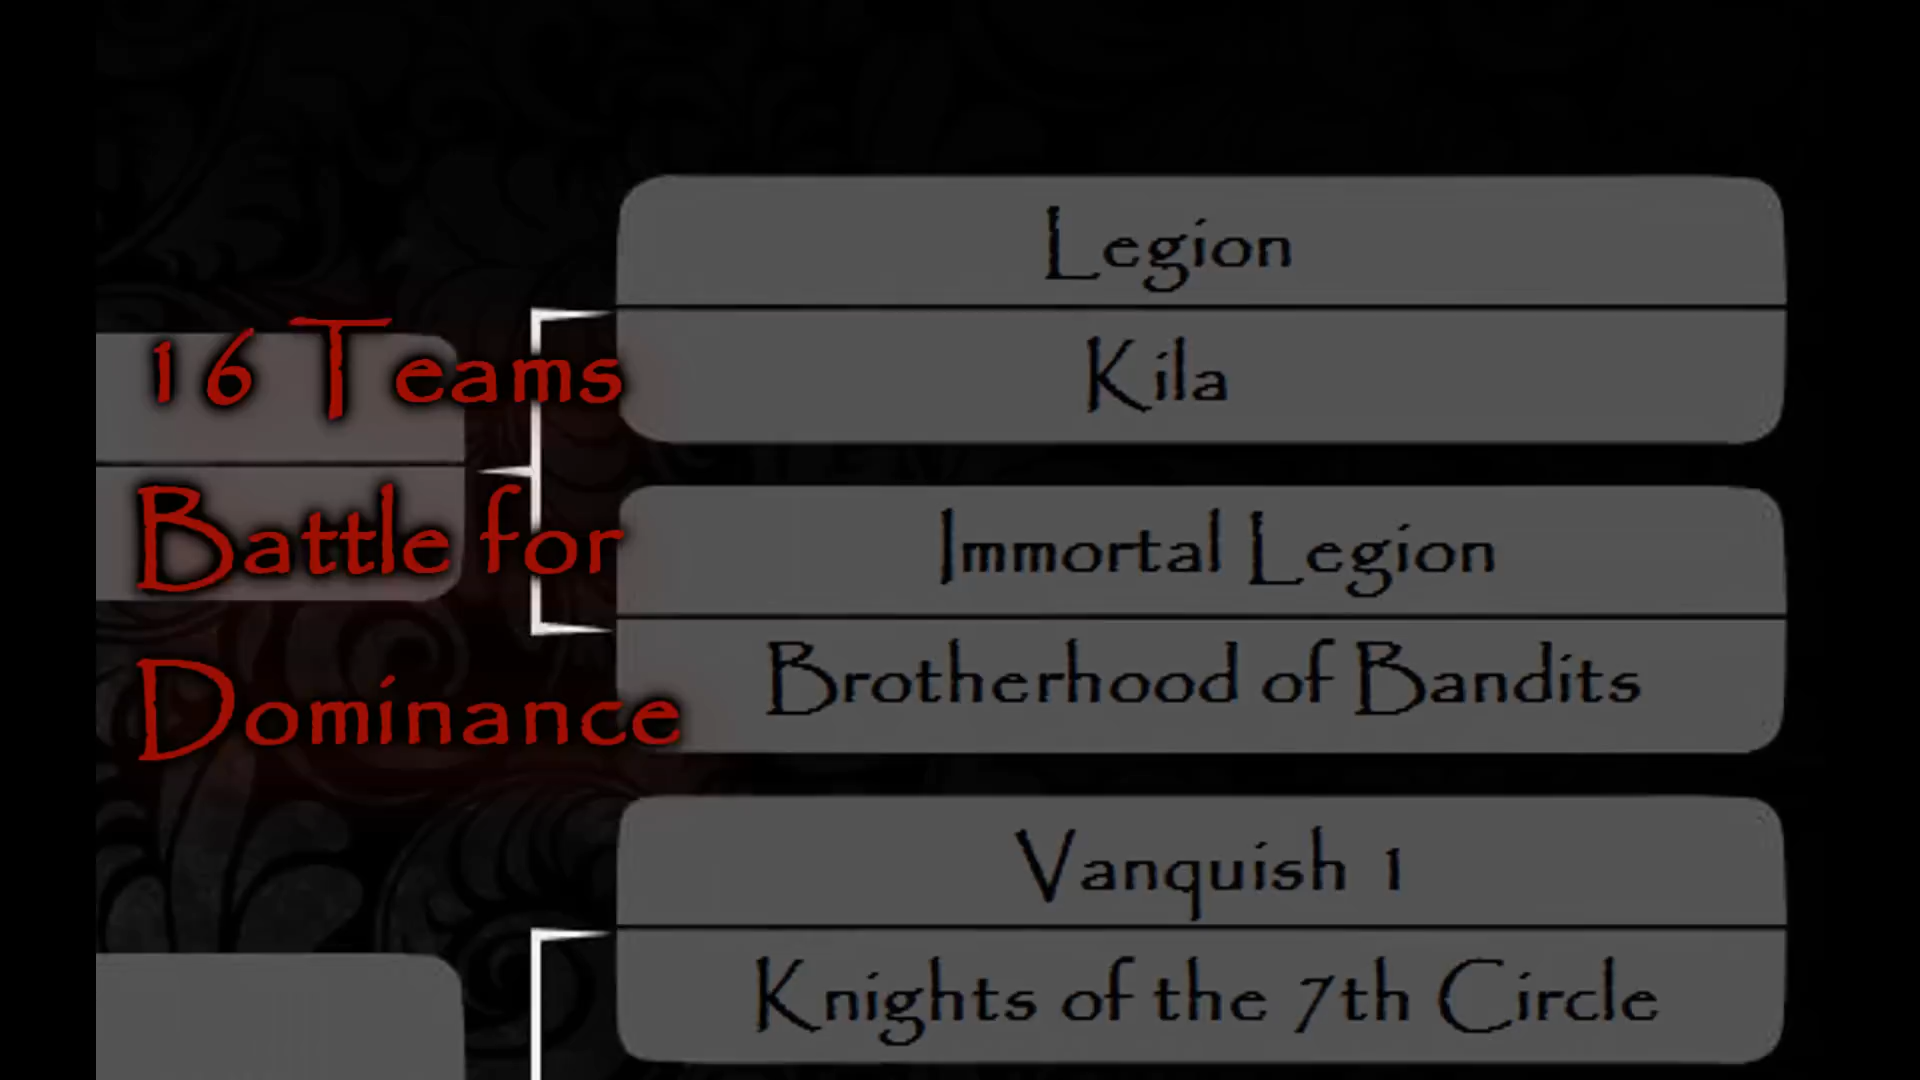 16 Teams
Battle for
Dominance
Legion
Kila
Immortal Legion
Brotherhood of Bandits
Vanquish 1
Knights of the 7th Circle